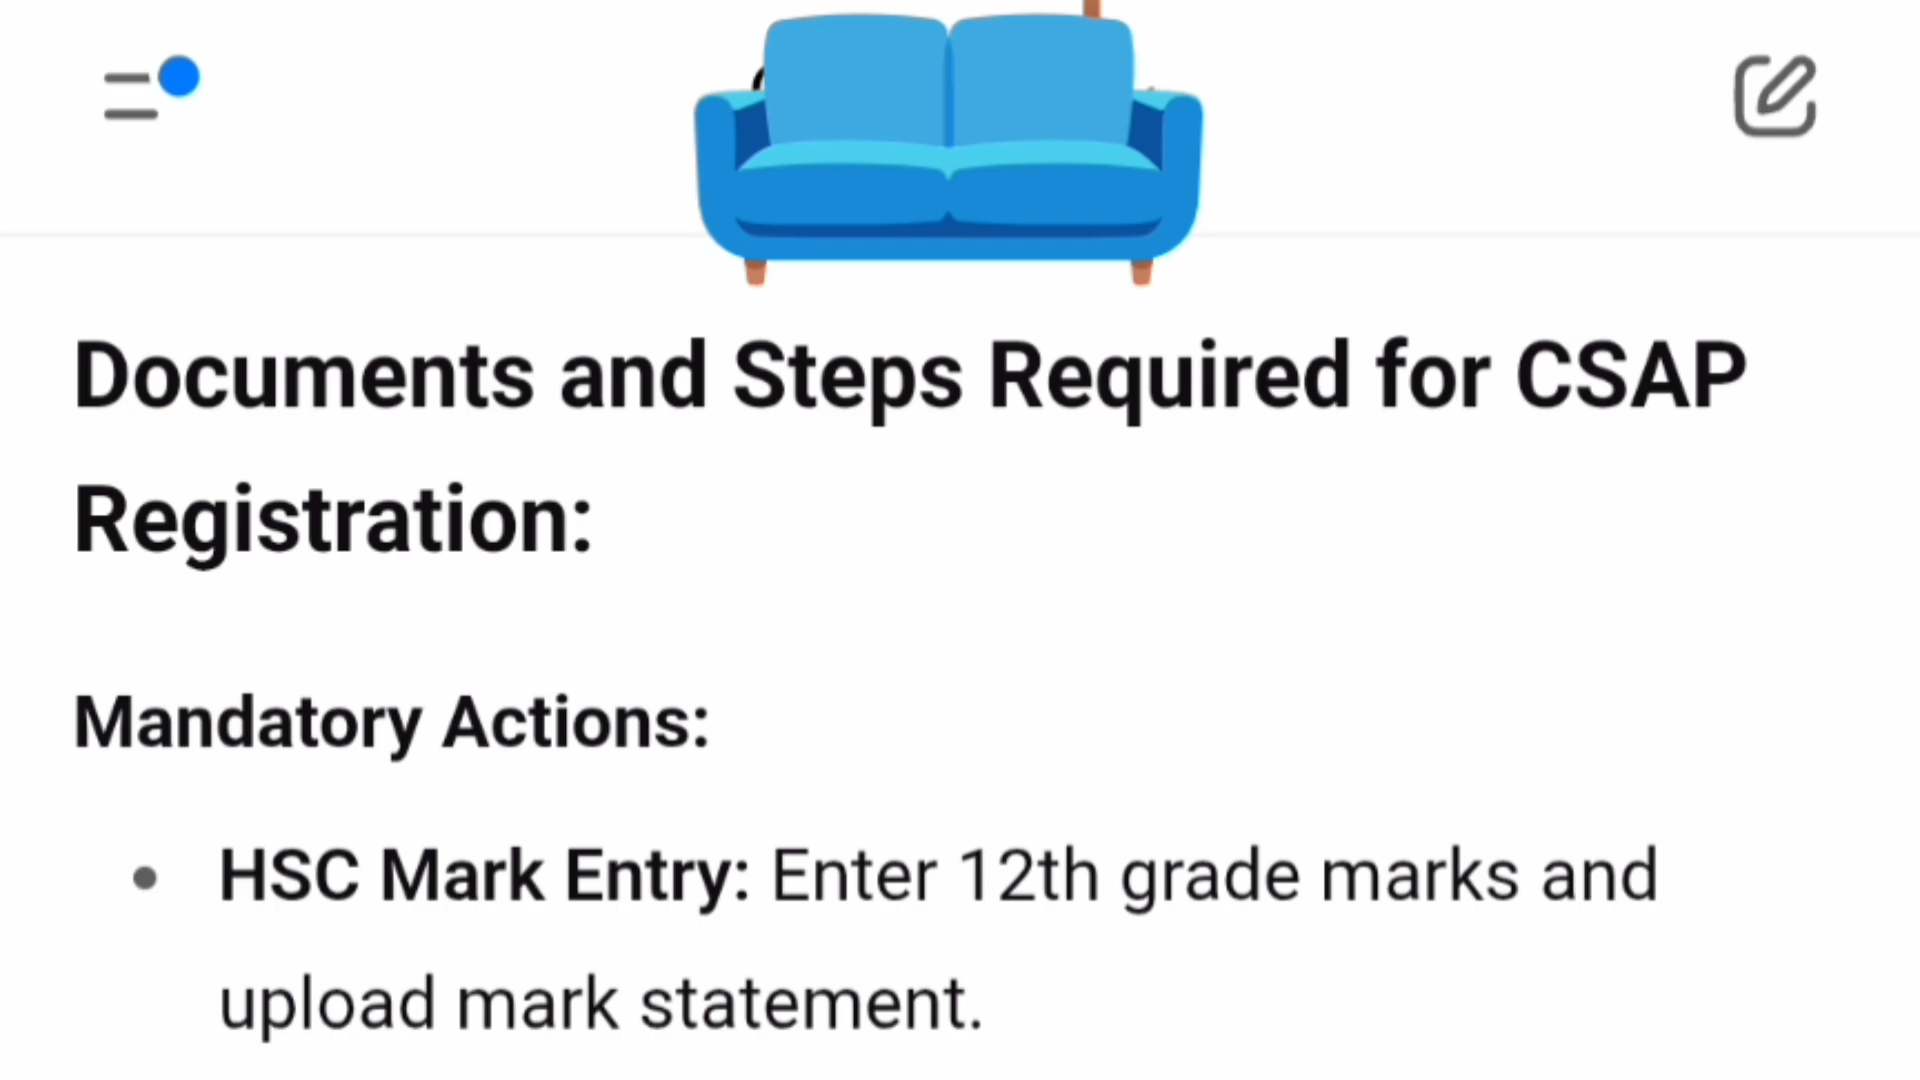 Documents and Steps Required for CSAP
Registration:
Mandatory Actions:
HSC Mark Entry: Enter 12th grade marks and
upload mark statement.